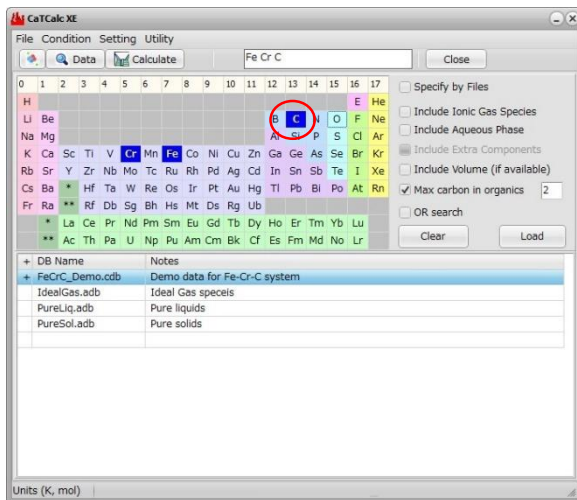 CaTCalc XE
File Condition Setting Utility
Data Calculate Fe Cr C Close
0 1 2 3 4 5 6 7 8 9 10 11 12 13 14 15 16 17
H E He
Li Be B C N O F Ne
Na Mg Al Si P S Cl Ar
K Ca Sc Ti V Cr Mn Fe Co Ni Cu Zn Ga Ge As Se Br Kr
Rb Sr Y Zr Nb Mo Tc Ru Rh Pd Ag Cd In Sn Sb Te I Xe
Cs Ba * Hf Ta W Re Os Ir Pt Au Hg Tl Pb Bi Po At Rn
Fr Ra ** Rf Db Sg Bh Hs Mt Ds Rg Ub
* La Ce Pr Nd Pm Sm Eu Gd Tb Dy Ho Er Tm Yb Lu
** Ac Th Pa U Np Pu Am Cm Bk Cf Es Fm Md No Lr
Specify by Files
Include Ionic Gas Species
Include Aqueous Phase
Include Extra Components
Include Volume (if available)
Max carbon in organics 2
OR search
Clear Load
+ DB Name Notes
+ FeCrC_Demo.cdb Demo data for Fe-Cr-C system
IdealGas.adb Ideal Gas speceis
PureLiq.adb Pure liquids
PureSol.adb Pure solids
Units (K, mol)